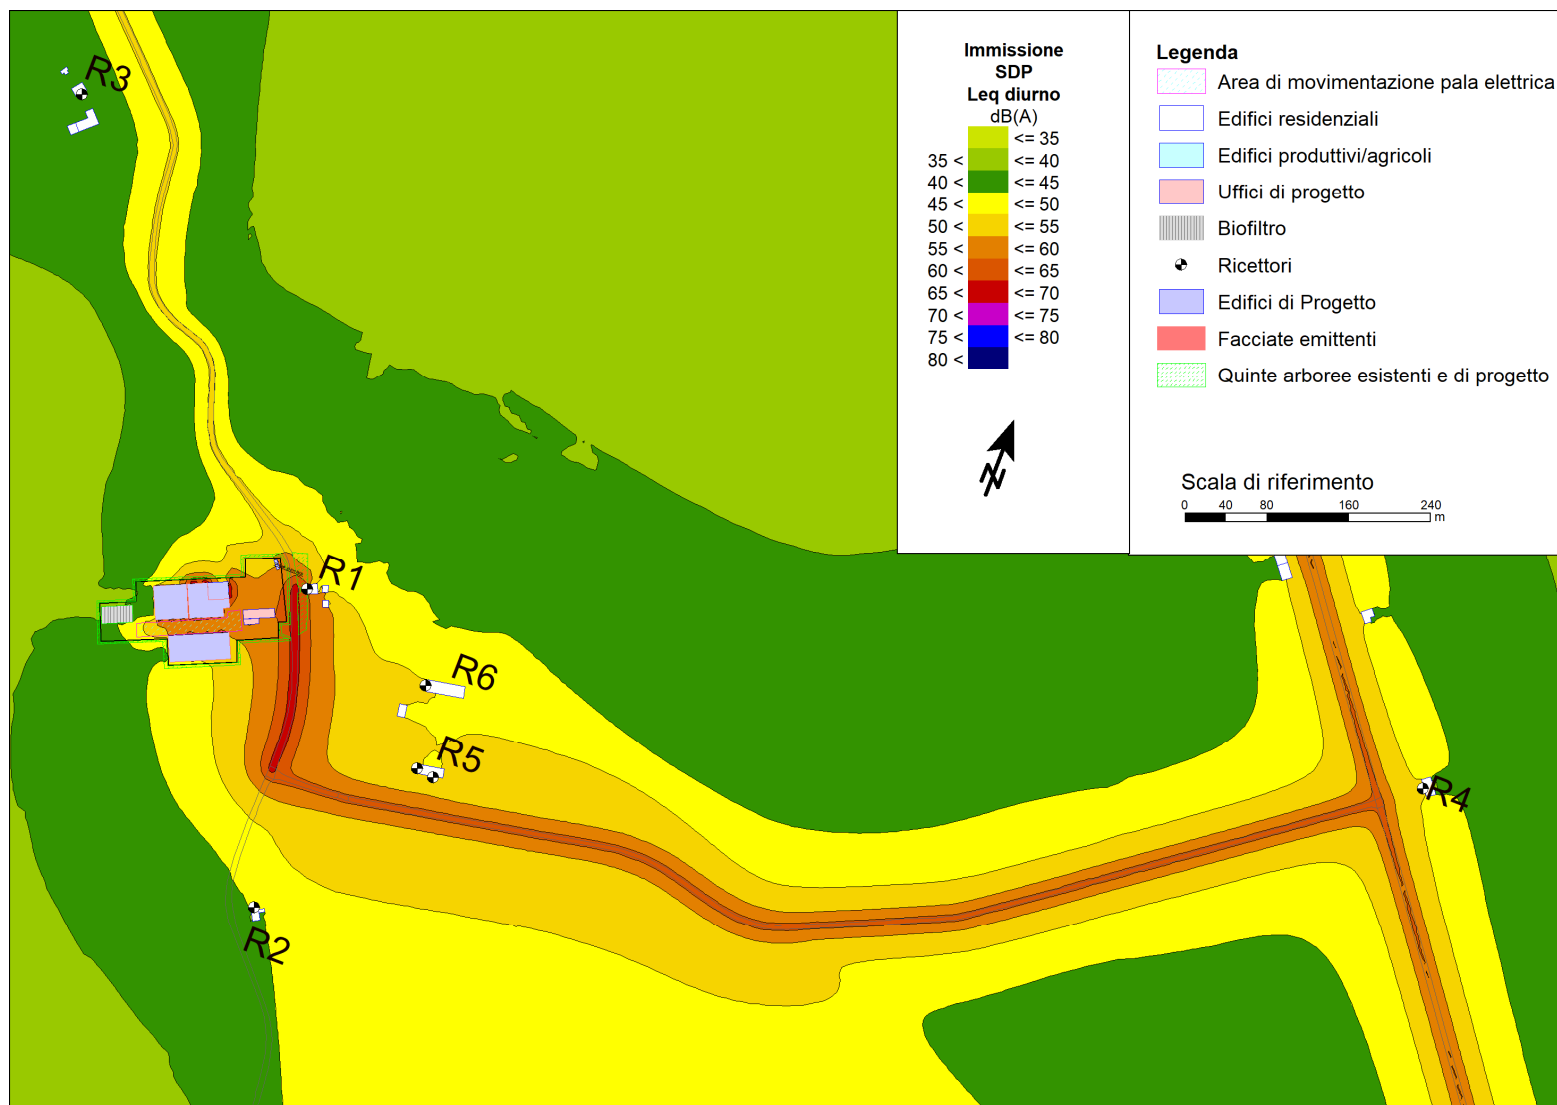 Immissione
SDP
Leq diurno
dB(A)
<= 35
35 < <= 40
40 < <= 45
45 < <= 50
50 < <= 55
55 < <= 60
60 < <= 65
65 < <= 70
70 < <= 75
75 < <= 80
80 <
N
Legenda
Area di movimentazione pala elettrica
Edifici residenziali
Edifici produttivi/agricoli
Uffici di progetto
Biofiltro
Ricettori
Edifici di Progetto
Facciate emittenti
Quinte arboree esistenti e di progetto
Scala di riferimento
0 40 80 160 240
m
R3
R1
R6
R5
R4
R2